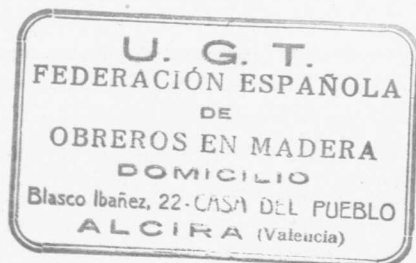 U. G. T.
FEDERACIÓN ESPAÑOLA
DE
OBREROS EN MADERA
DOMICILIO
Blasco Ibañez, 22-CASA DEL PUEBLO
ALCIRA (Valencia)